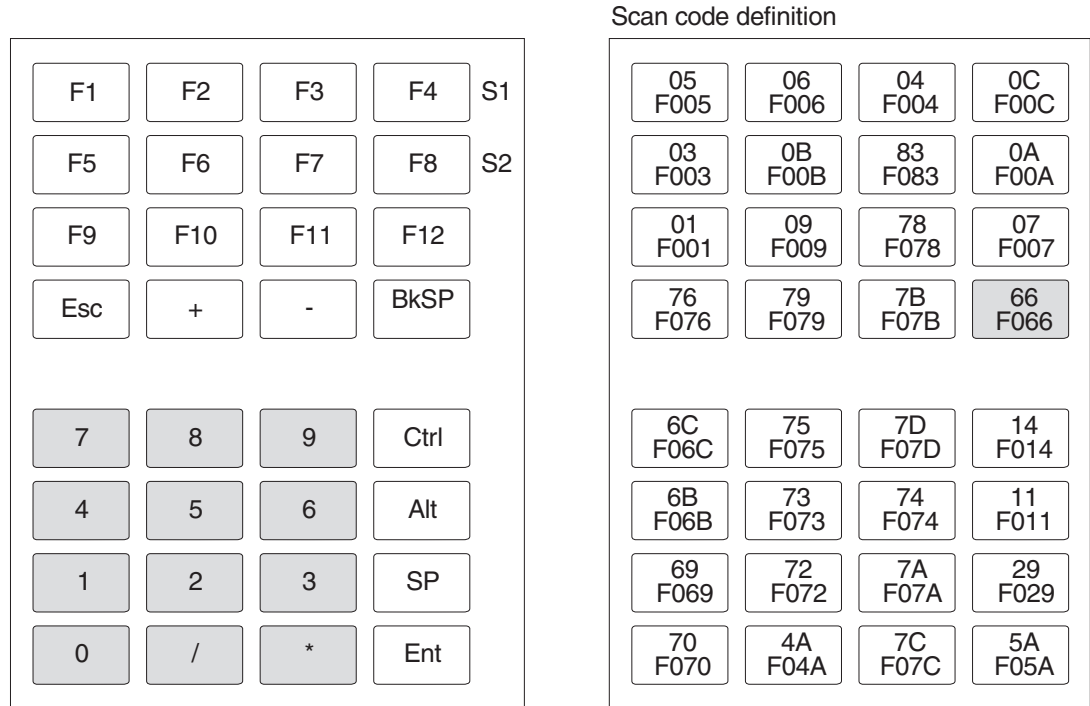 Scan code definition
F1 F2 F3 F4 S1
F5 F6 F7 F8 S2
F9 F10 F11 F12
Esc + - BkSP
7 8 9 Ctrl
4 5 6 Alt
1 2 3 SP
0 / * Ent
05 06 04 0C
F005 F006 F004 F00C
03 0B 83 0A
F003 F00B F083 F00A
01 09 78 07
F001 F009 F078 F007
76 79 7B 66
F076 F079 F07B F066
6C 75 7D 14
F06C F075 F07D F014
6B 73 74 11
F06B F073 F074 F011
69 72 7A 29
F069 F072 F07A F029
70 4A 7C 5A
F070 F04A F07C F05A